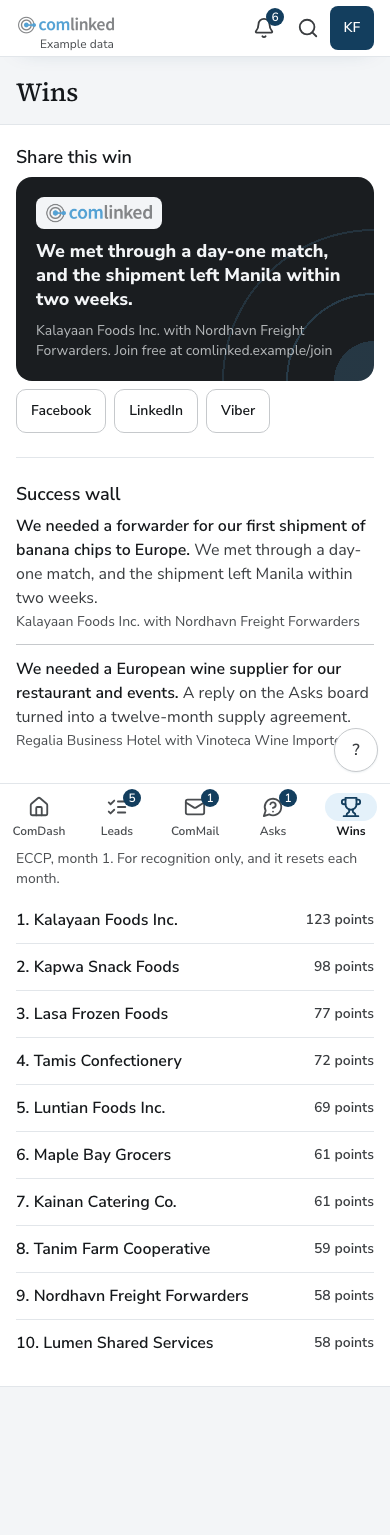 comlinked
Example data
6
KF
Wins
Share this win
comlinked
We met through a day-one match,
and the shipment left Manila within
two weeks.
Kalayaan Foods Inc. with Nordhavn Freight
Forwarders. Join free at comlinked.example/join
Facebook
LinkedIn
Viber
Success wall
We needed a forwarder for our first shipment of
banana chips to Europe. We met through a day-
one match, and the shipment left Manila within
two weeks.
Kalayaan Foods Inc. with Nordhavn Freight Forwarders
We needed a European wine supplier for our
restaurant and events. A reply on the Asks board
turned into a twelve-month supply agreement.
Regalia Business Hotel with Vinoteca Wine
?
5
1
1
ComDash
Leads
ComMail
Asks
Wins
ECCP, month 1. For recognition only, and it resets each
month.
1. Kalayaan Foods Inc. 123 points
2. Kapwa Snack Foods 98 points
3. Lasa Frozen Foods 77 points
4. Tamis Confectionery 72 points
5. Luntian Foods Inc. 69 points
6. Maple Bay Grocers 61 points
7. Kainan Catering Co. 61 points
8. Tanim Farm Cooperative 59 points
9. Nordhavn Freight Forwarders 58 points
10. Lumen Shared Services 58 points